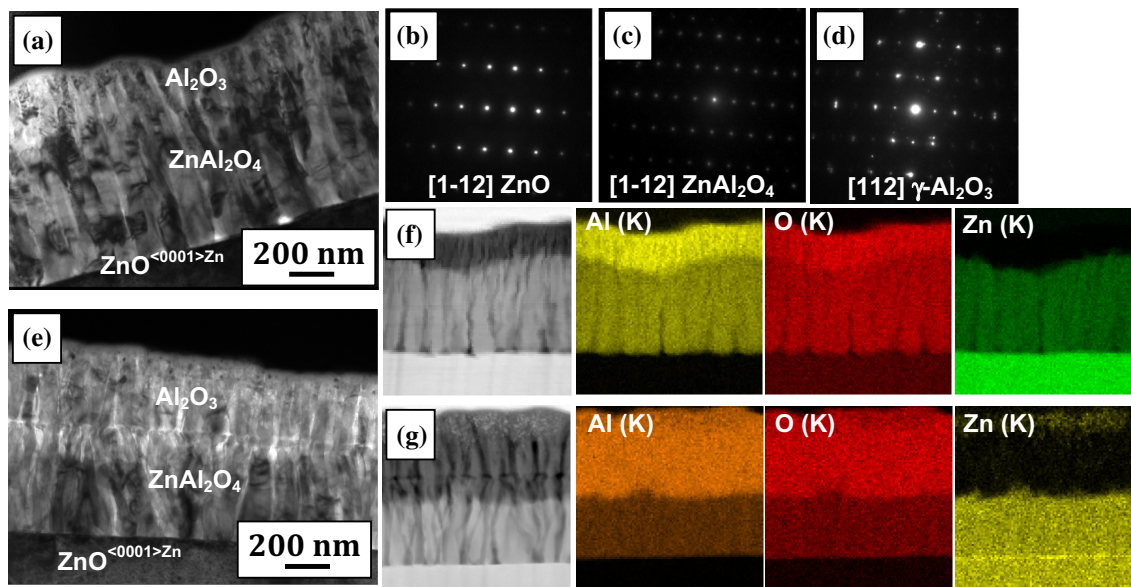 (a)
Al₂O₃
ZnAl₂O₄
ZnO<0001>Zn
200 nm
(b)
[1-12] ZnO
(c)
[1-12] ZnAl₂O₄
(d)
[112] γ-Al₂O₃
(e)
Al₂O₃
ZnAl₂O₄
ZnO<0001>Zn
200 nm
(f)
Al (K)
O (K)
Zn (K)
(g)
Al (K)
O (K)
Zn (K)